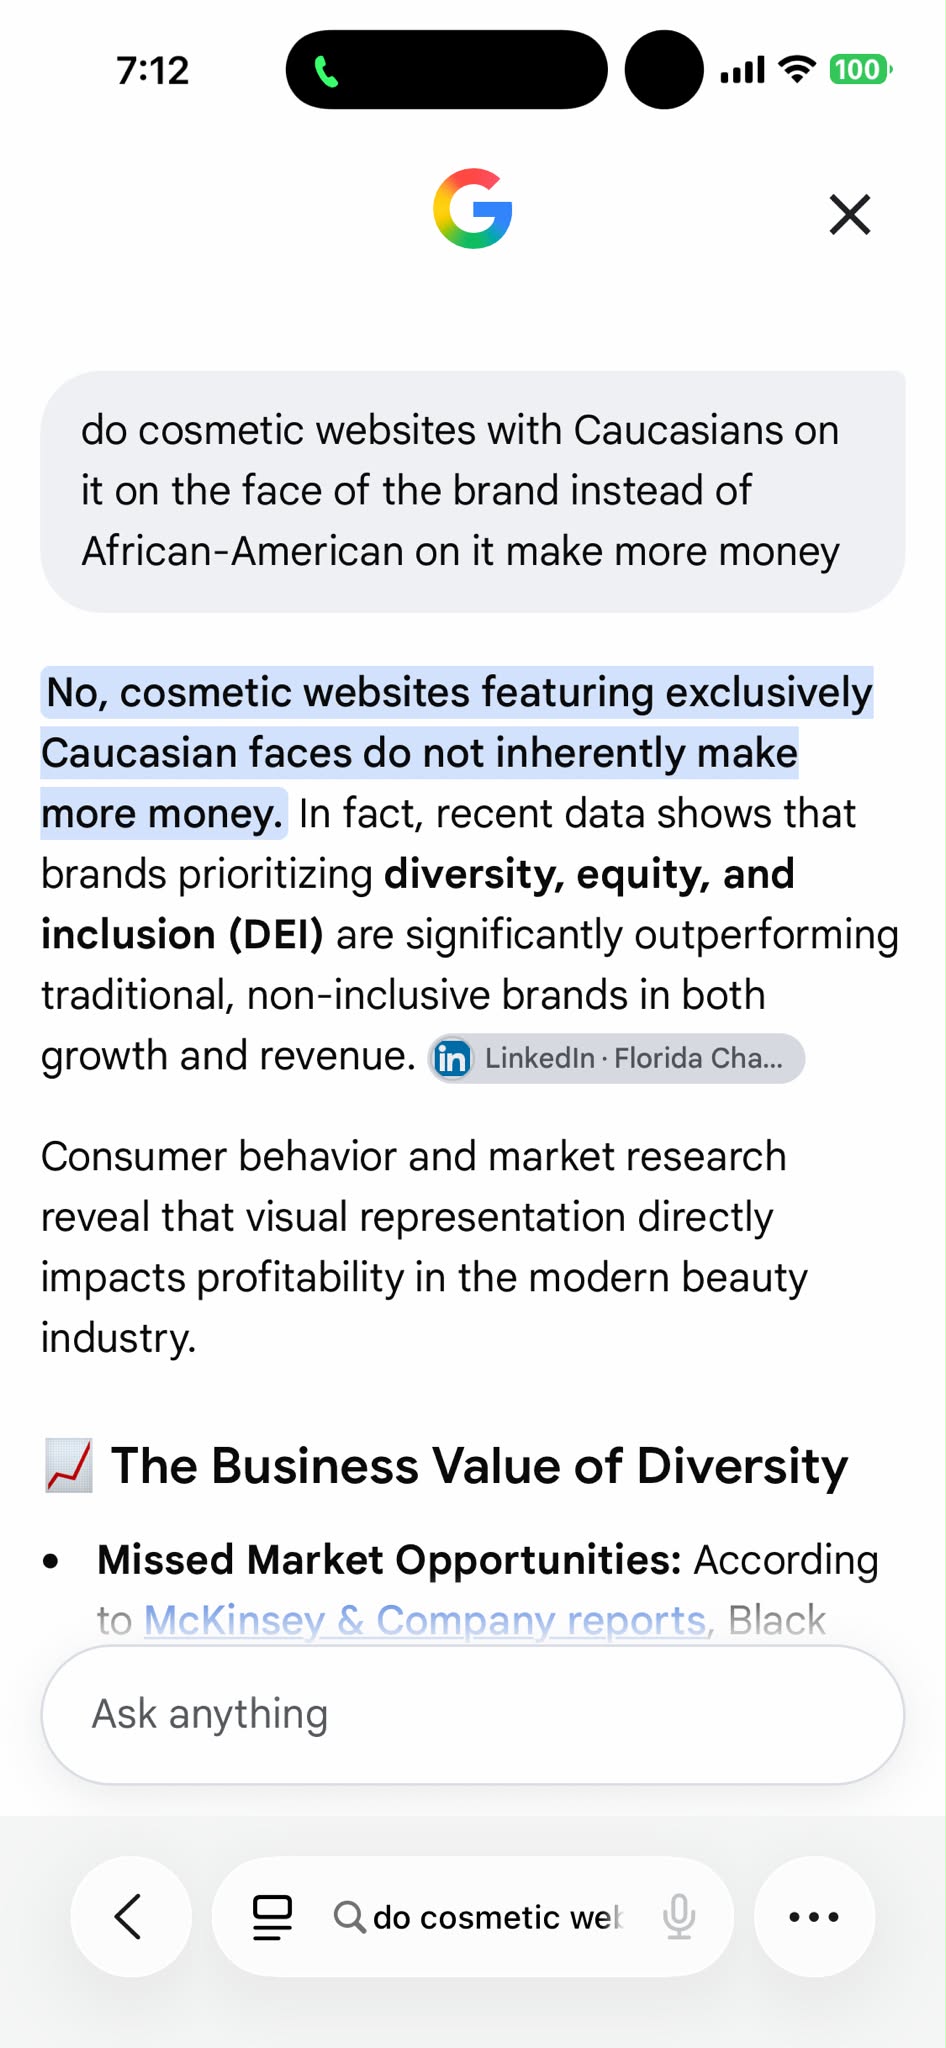 7:12
100
do cosmetic websites with Caucasians on
it on the face of the brand instead of
African-American on it make more money
No, cosmetic websites featuring exclusively
Caucasian faces do not inherently make
more money. In fact, recent data shows that
brands prioritizing diversity, equity, and
inclusion (DEI) are significantly outperforming
traditional, non-inclusive brands in both
growth and revenue. in LinkedIn · Florida Cha...
Consumer behavior and market research
reveal that visual representation directly
impacts profitability in the modern beauty
industry.
The Business Value of Diversity
• Missed Market Opportunities: According
to McKinsey & Company reports, Black
Ask anything
do cosmetic web